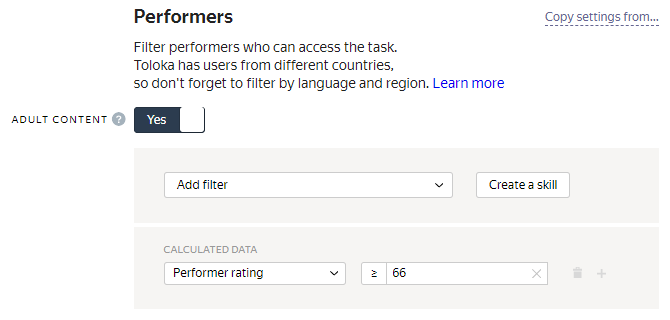 Performers
Copy settings from...
Filter performers who can access the task.
Toloka has users from different countries,
so don't forget to filter by language and region. Learn more
ADULT CONTENT ?
Yes
Add filter
Create a skill
CALCULATED DATA
Performer rating ≥ 66